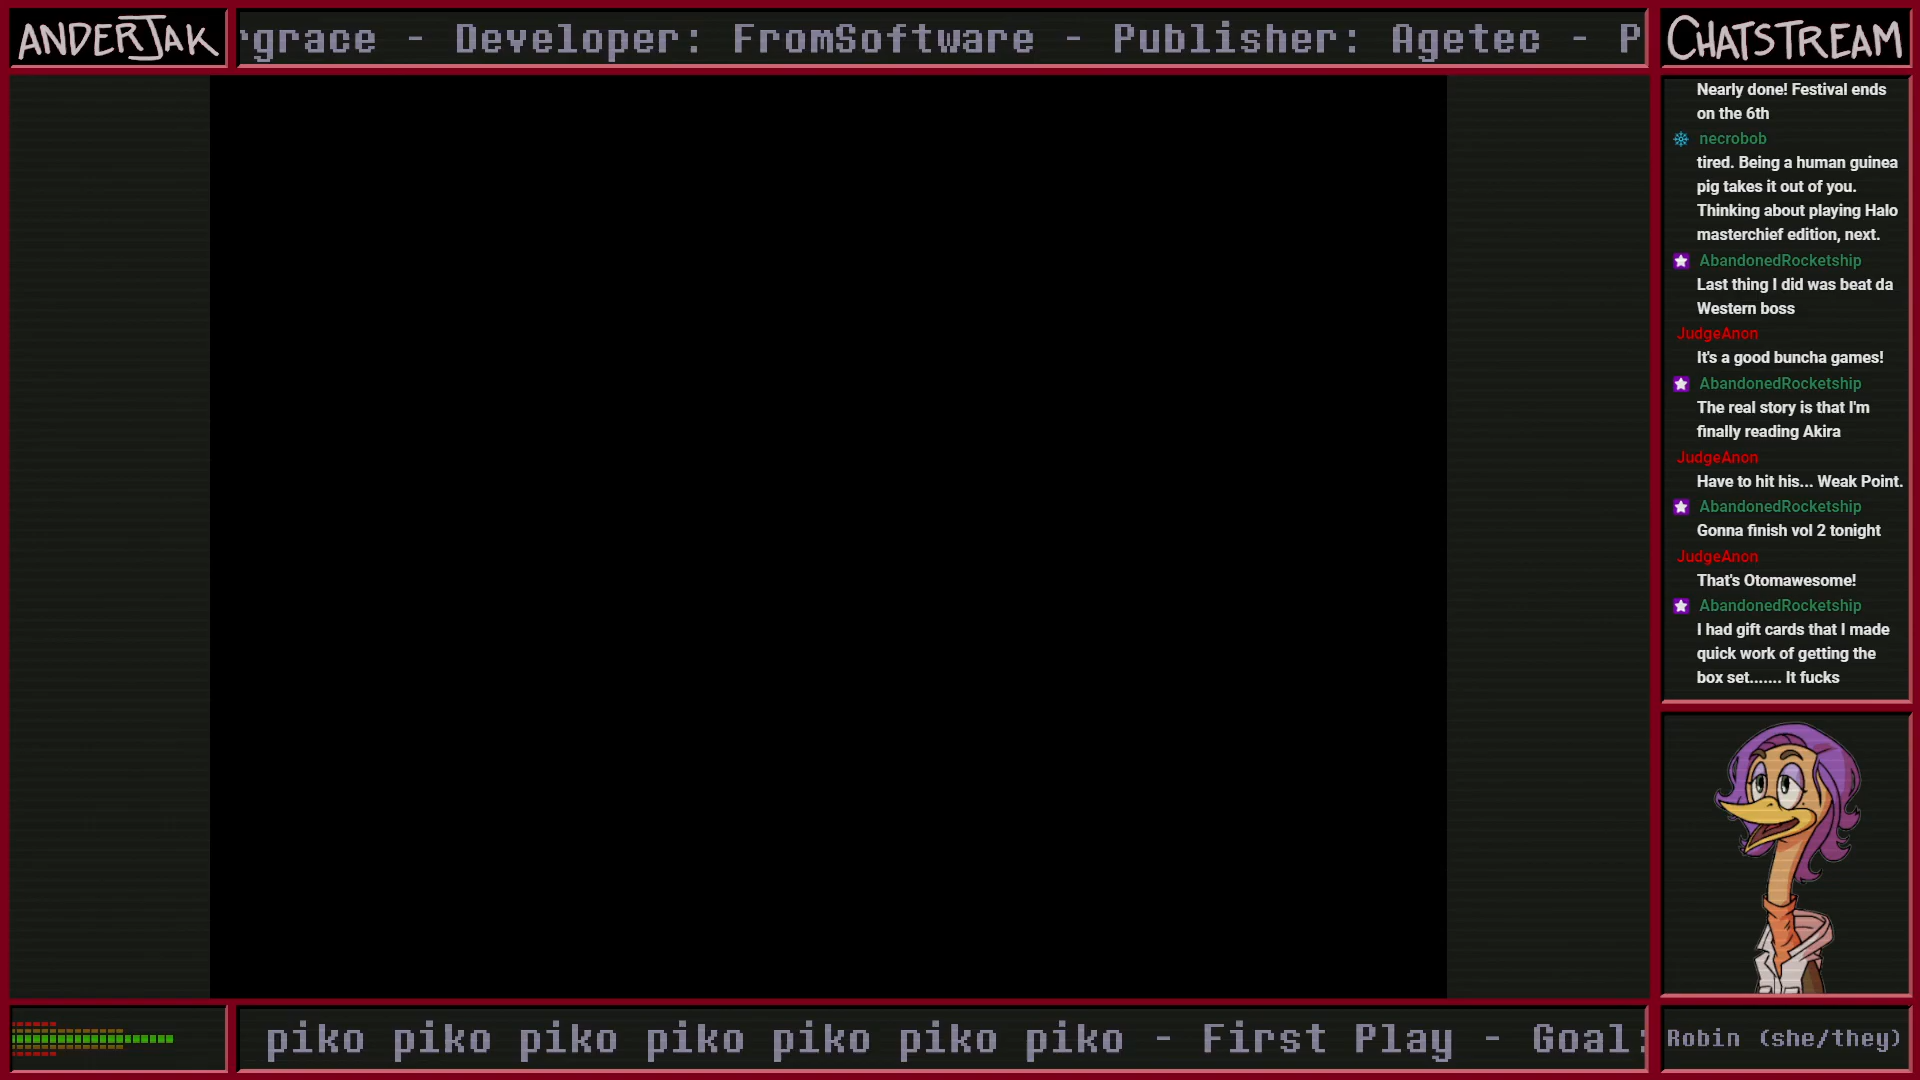 ANDERJAK
grace - Developer: FromSoftware - Publisher: Agetec - P
CHATSTREAM
Nearly done! Festival ends
on the 6th
necrobob
tired. Being a human guinea
pig takes it out of you.
Thinking about playing Halo
masterchief edition, next.
AbandonedRocketship
Last thing I did was beat da
Western boss
JudgeAnon
It's a good buncha games!
AbandonedRocketship
The real story is that I'm
finally reading Akira
JudgeAnon
Have to hit his... Weak Point.
AbandonedRocketship
Gonna finish vol 2 tonight
JudgeAnon
That's Otomawesome!
AbandonedRocketship
I had gift cards that I made
quick work of getting the
box set....... It fucks
piko piko piko piko piko piko piko - First Play - Goal:
Robin (she/they)